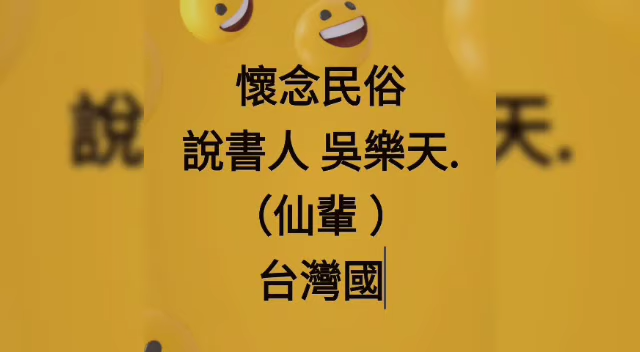 懷念民俗
說書人 吳樂天.
（仙輩 ）
台灣國